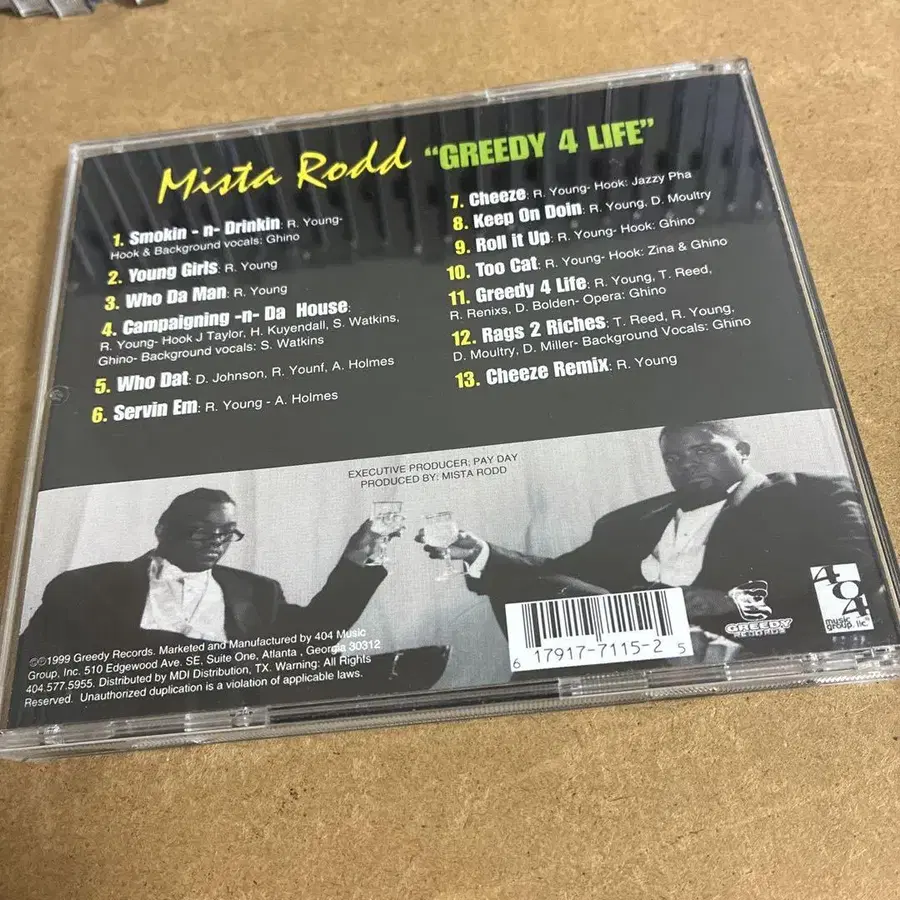 Mista Rodd "GREEDY 4 LIFE"
1. Smokin - n- Drinkin: R. Young-
Hook & Background vocals: Ghino
2. Young Girls: R. Young
3. Who Da Man: R. Young
4. Campaigning -n- Da House:
R. Young- Hook J Taylor, H. Kuyendall, S. Watkins,
Ghino- Background vocals: S. Watkins
5. Who Dat: D. Johnson, R. Younf, A. Holmes
6. Servin Em: R. Young - A. Holmes
7. Cheeze: R. Young- Hook: Jazzy Pha
8. Keep On Doin: R. Young, D. Moultry
9. Roll it Up: R. Young- Hook: Ghino
10. Too Cat: R. Young- Hook: Zina & Ghino
11. Greedy 4 Life: R. Young, T. Reed,
R. Renixs, D. Bolden- Opera: Ghino
12. Rags 2 Riches: T. Reed, R. Young,
D. Moultry, D. Miller- Background Vocals: Ghino
13. Cheeze Remix: R. Young
EXECUTIVE PRODUCER; PAY DAY
PRODUCED BY: MISTA RODD
©℗1999 Greedy Records. Marketed and Manufactured by 404 Music
Group, Inc. 510 Edgewood Ave. SE, Suite One, Atlanta , Georgia 30312
404.577.5955. Distributed by MDI Distribution, TX. Warning: All Rights
Reserved. Unauthorized duplication is a violation of applicable laws.
6 17917-7115-2 5
GREEDY
RECORDS
404
music
group, llc.